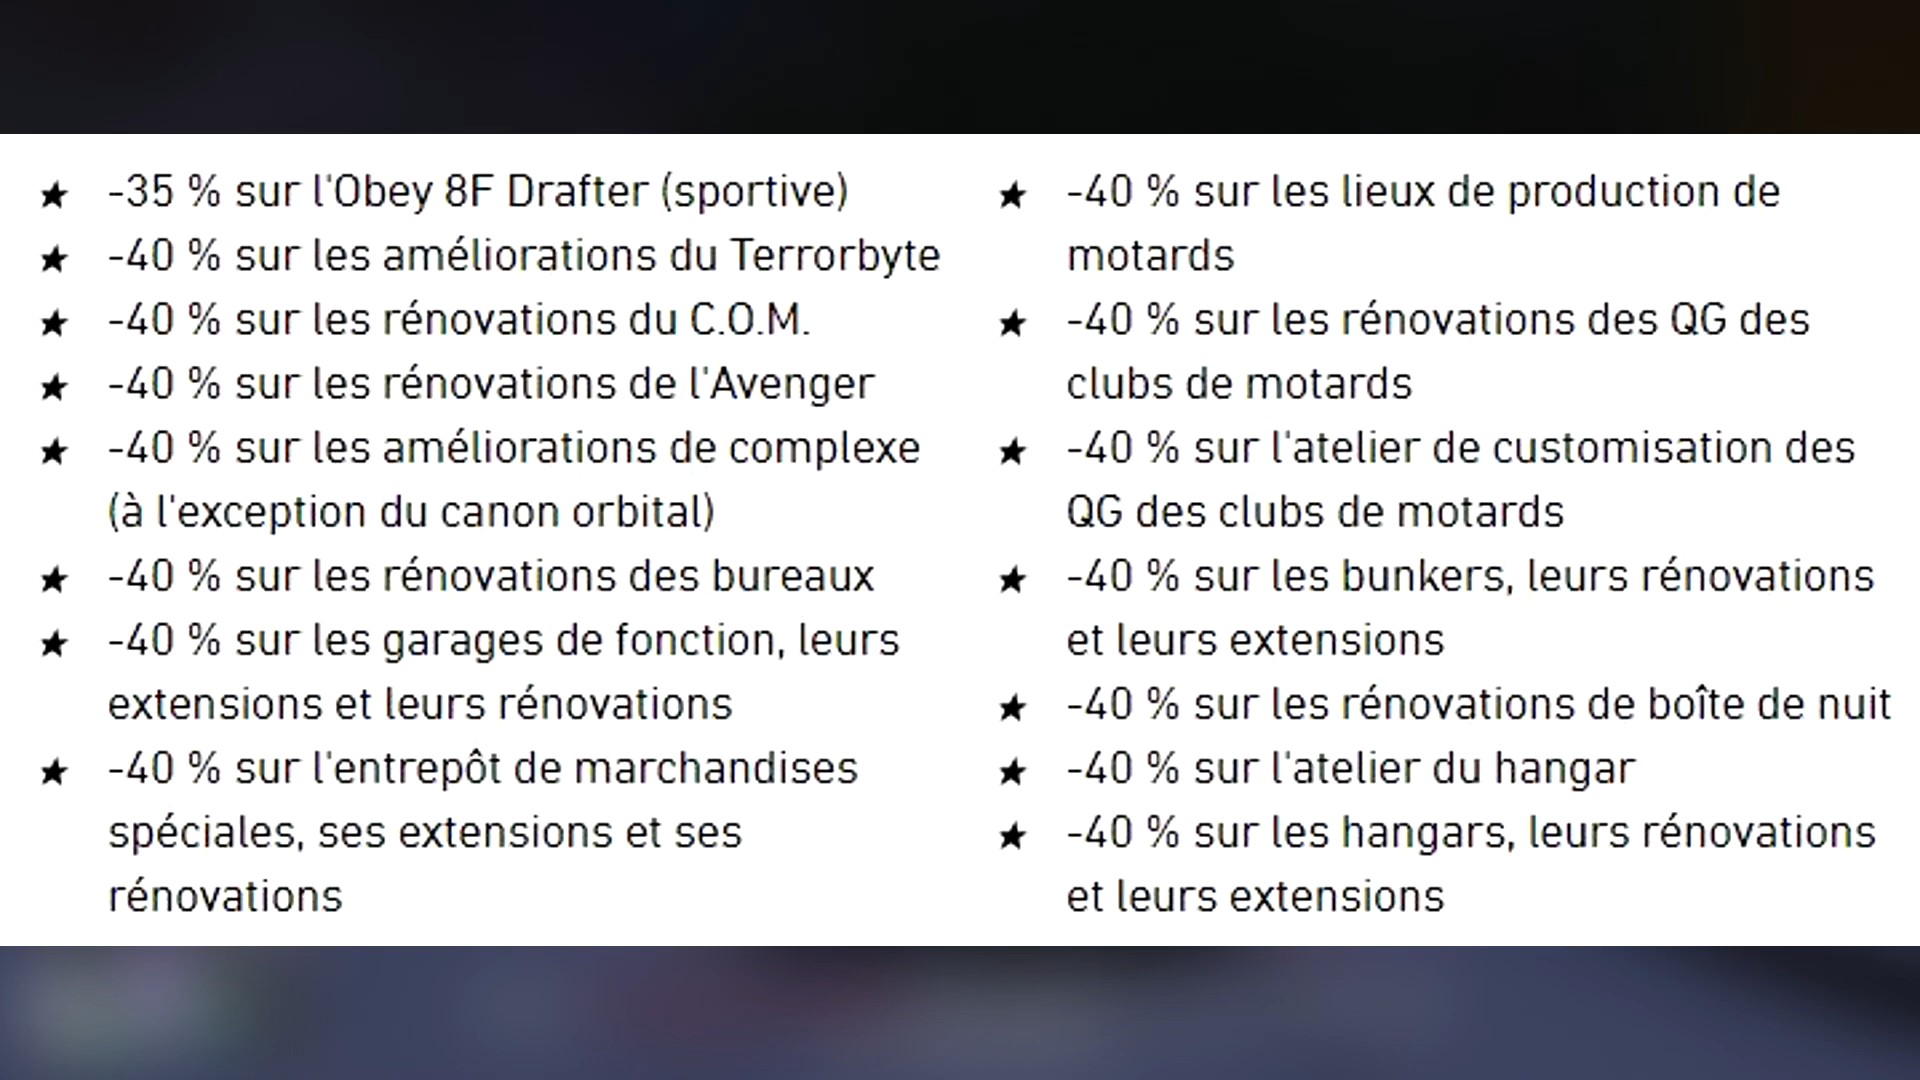 ★ -35 % sur l'Obey 8F Drafter (sportive)
★ -40 % sur les améliorations du Terrorbyte
★ -40 % sur les rénovations du C.O.M.
★ -40 % sur les rénovations de l'Avenger
★ -40 % sur les améliorations de complexe
(à l'exception du canon orbital)
★ -40 % sur les rénovations des bureaux
★ -40 % sur les garages de fonction, leurs
extensions et leurs rénovations
★ -40 % sur l'entrepôt de marchandises
spéciales, ses extensions et ses
rénovations
★ -40 % sur les lieux de production de
motards
★ -40 % sur les rénovations des QG des
clubs de motards
★ -40 % sur l'atelier de customisation des
QG des clubs de motards
★ -40 % sur les bunkers, leurs rénovations
et leurs extensions
★ -40 % sur les rénovations de boîte de nuit
★ -40 % sur l'atelier du hangar
★ -40 % sur les hangars, leurs rénovations
et leurs extensions